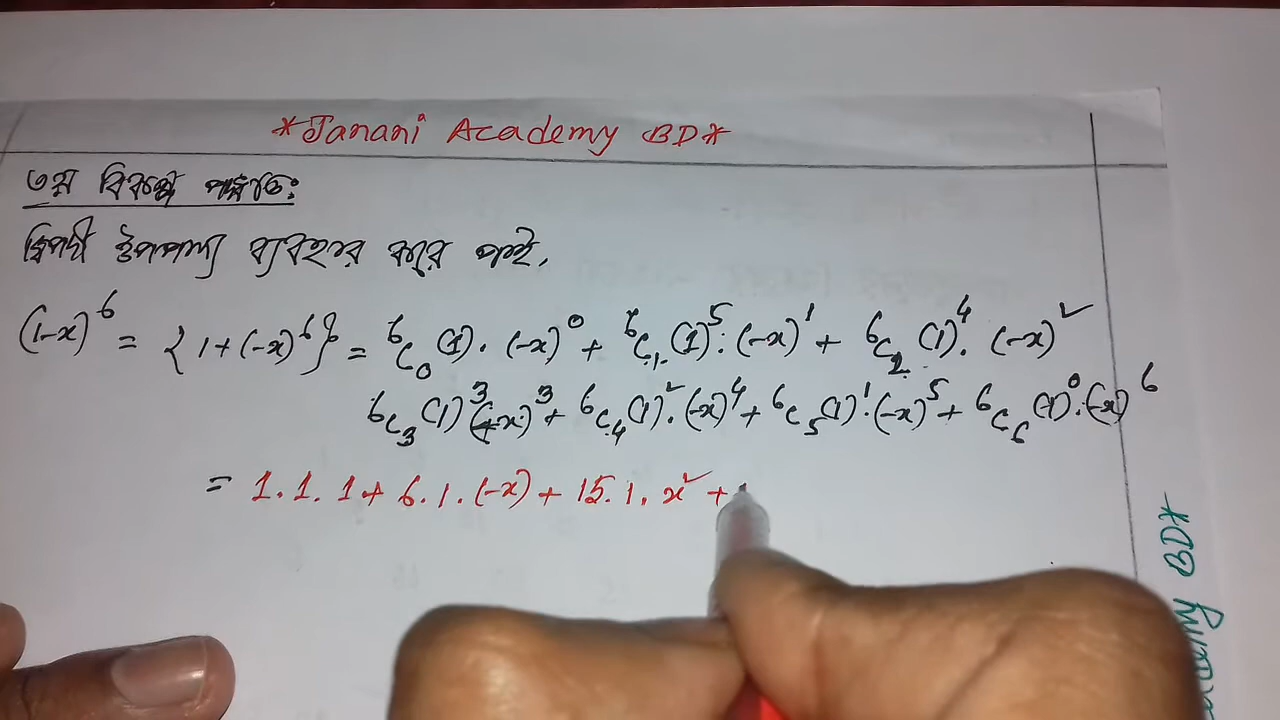 *Janani Academy BD*
৩য় বিকল্প পদ্ধতি:
দ্বিপদী উপপাদ্য ব্যবহার করে পাই,
(1-x)⁶ = {1+(-x)⁶} = ⁶C₀(1).(-x)⁰ + ⁶C₁(1)⁵.(-x)¹ + ⁶C₂(1)⁴.(-x)²
⁶C₃(1)³(-x)³ + ⁶C₄(1)².(-x)⁴ + ⁶C₅(1)¹.(-x)⁵ + ⁶C₆(1)⁰.(-x)⁶
= 1.1.1 + 6.1.(-x) + 15.1.x² +
BD*